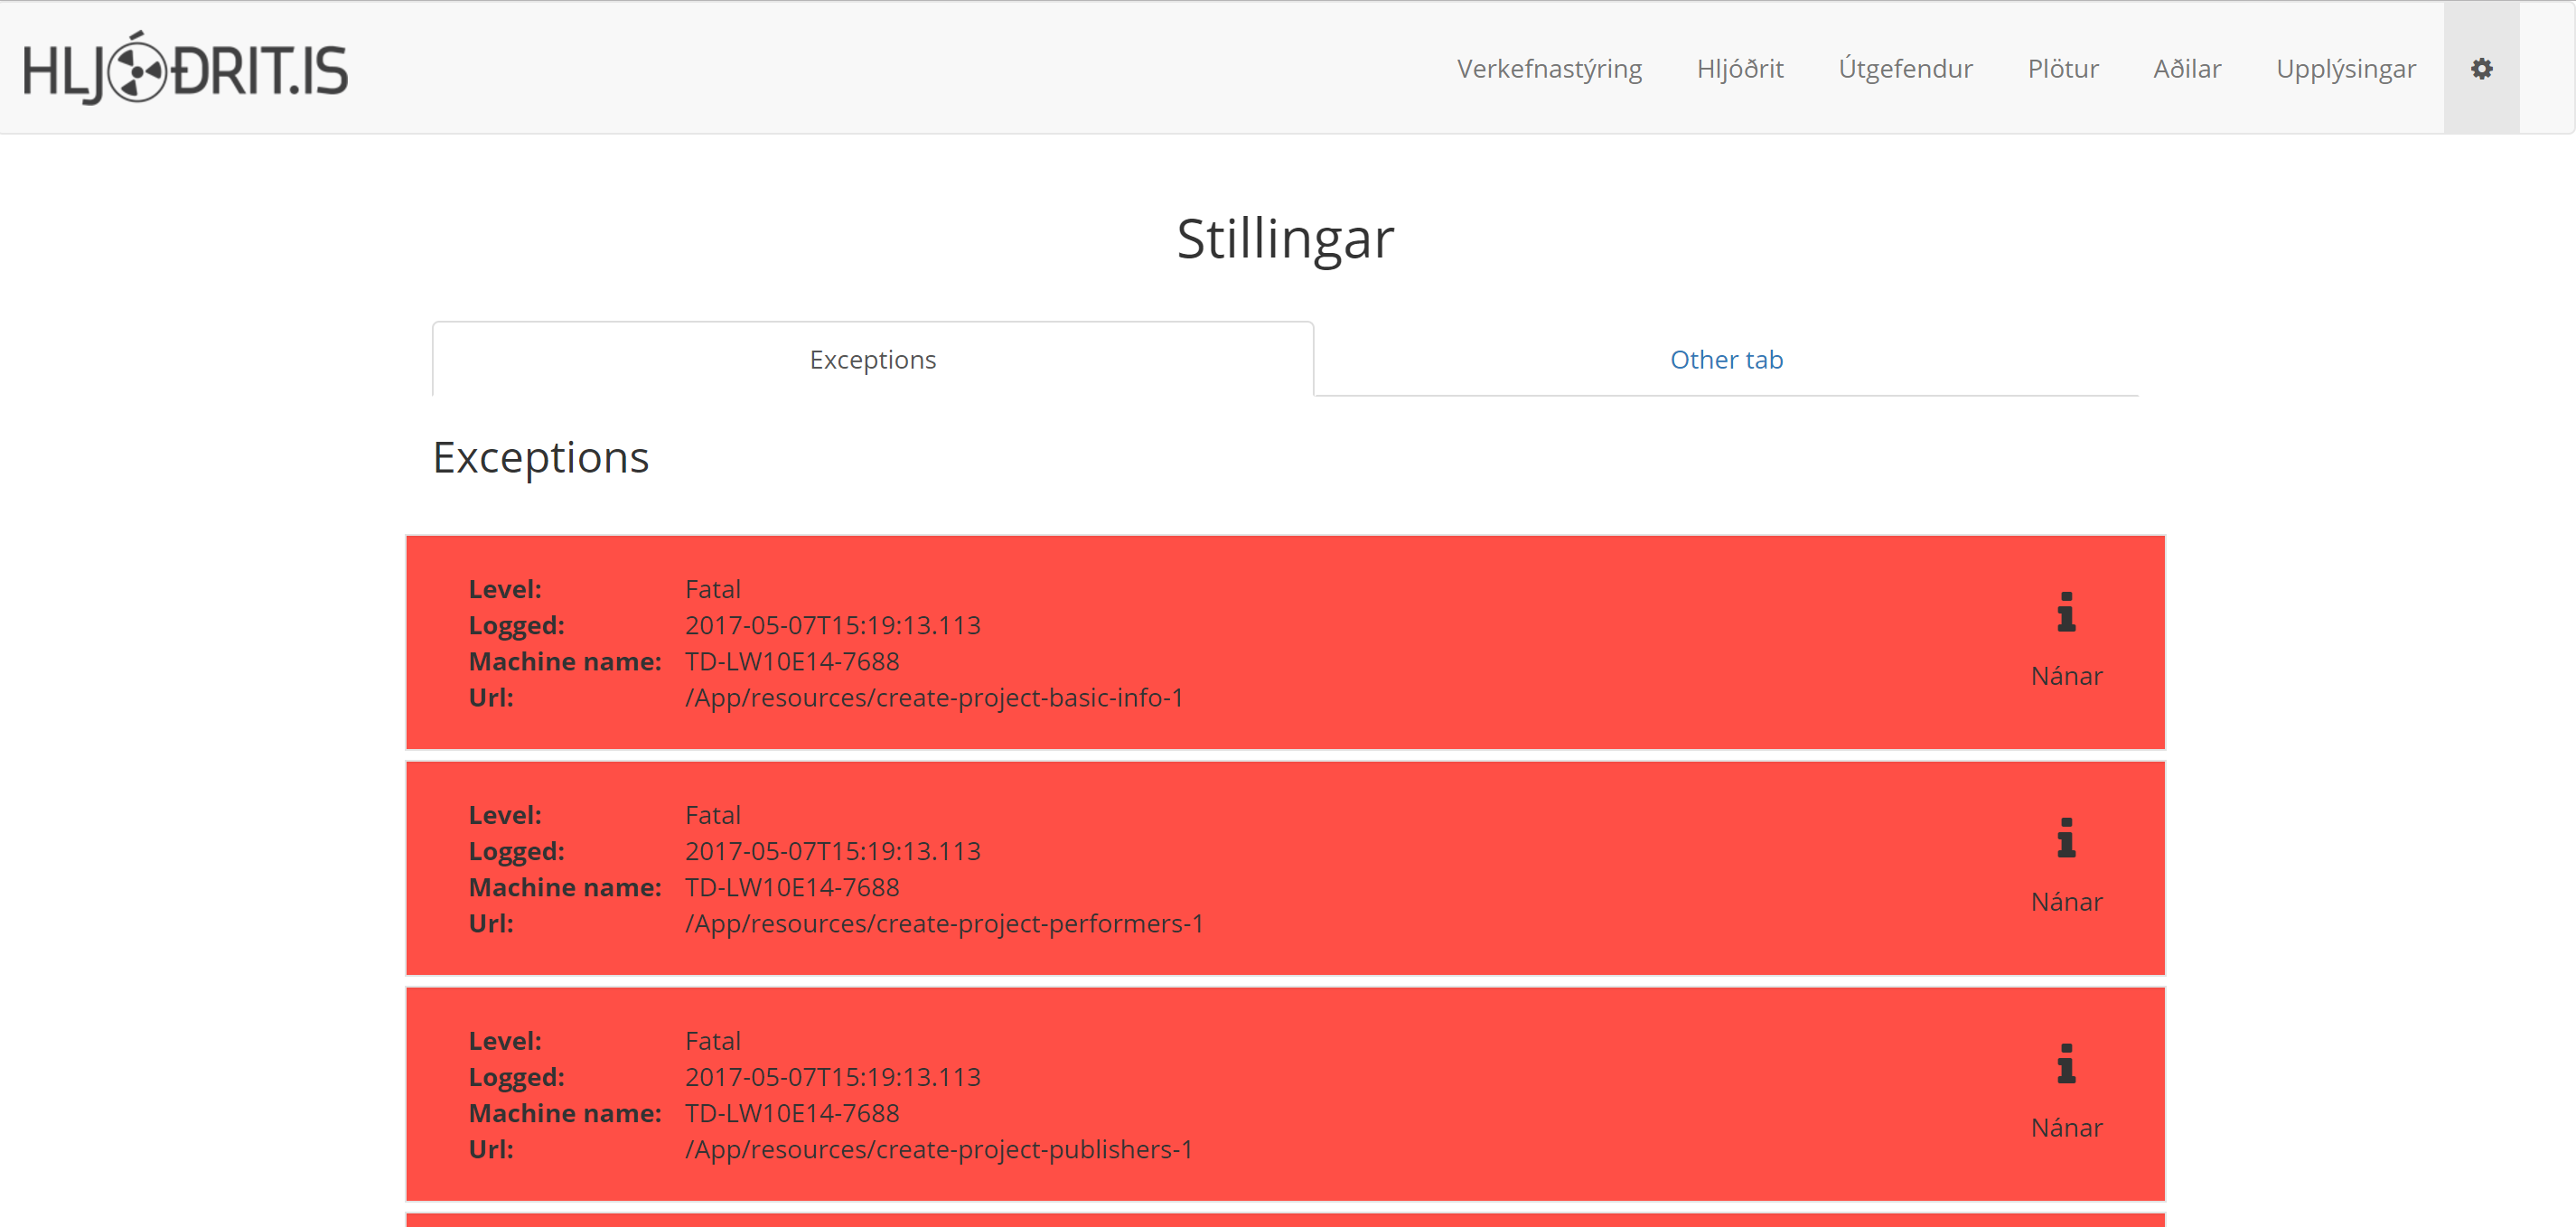 HLJÓÐRIT.IS
Verkefnastýring Hljóðrit Útgefendur Plötur Aðilar Upplýsingar
Stillingar
Exceptions Other tab
Exceptions
Level: Fatal
Logged: 2017-05-07T15:19:13.113
Machine name: TD-LW10E14-7688
Url: /App/resources/create-project-basic-info-1
Nánar
Level: Fatal
Logged: 2017-05-07T15:19:13.113
Machine name: TD-LW10E14-7688
Url: /App/resources/create-project-performers-1
Nánar
Level: Fatal
Logged: 2017-05-07T15:19:13.113
Machine name: TD-LW10E14-7688
Url: /App/resources/create-project-publishers-1
Nánar